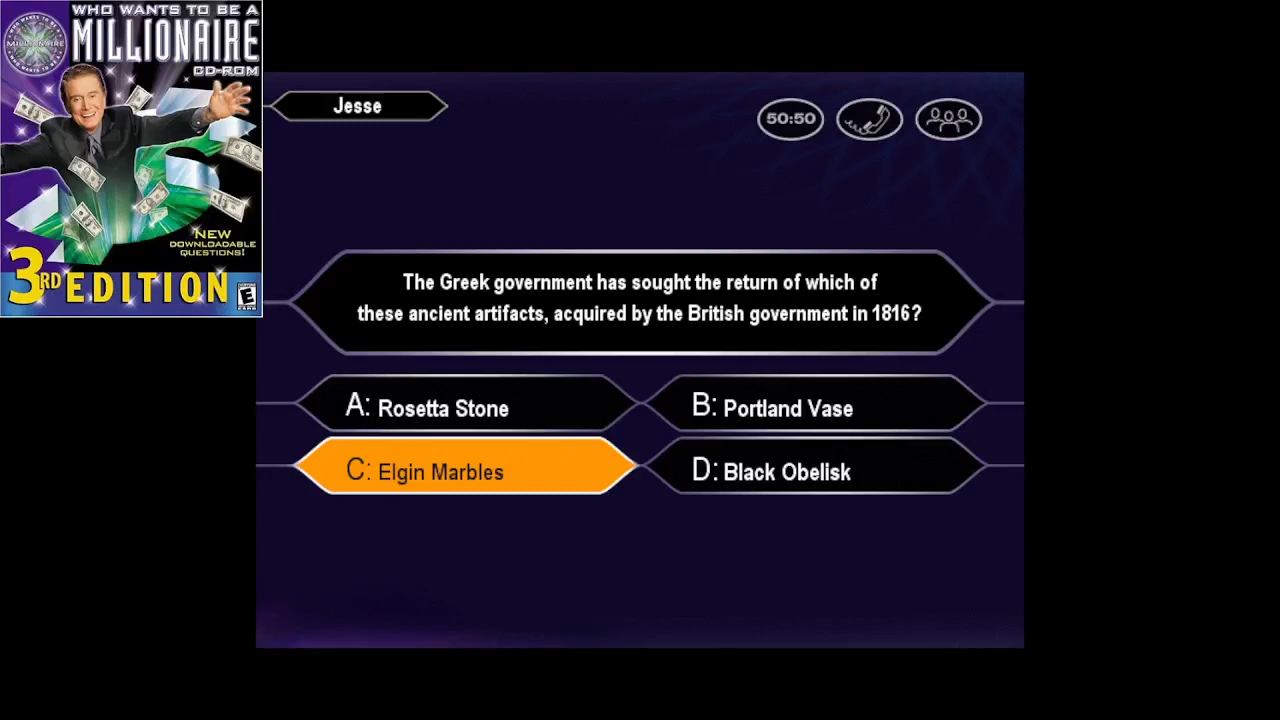 WHO WANTS TO BE A
MILLIONAIRE
CD-ROM
NEW
DOWNLOADABLE
QUESTIONS!
3RD EDITION
E
Jesse
50:50
The Greek government has sought the return of which of
these ancient artifacts, acquired by the British government in 1816?
A: Rosetta Stone
B: Portland Vase
C: Elgin Marbles
D: Black Obelisk